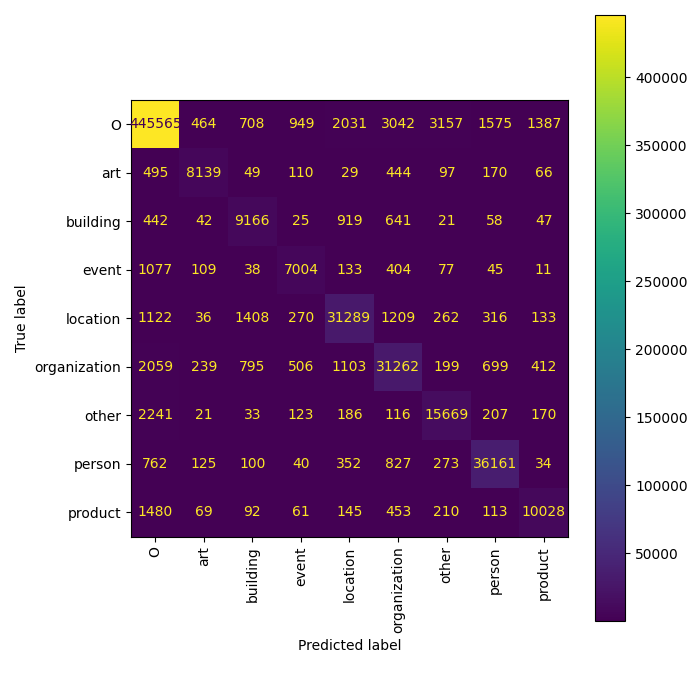 O 445565 464 708 949 2031 3042 3157 1575 1387
art 495 8139 49 110 29 444 97 170 66
building 442 42 9166 25 919 641 21 58 47
event 1077 109 38 7004 133 404 77 45 11
location 1122 36 1408 270 31289 1209 262 316 133
organization 2059 239 795 506 1103 31262 199 699 412
other 2241 21 33 123 186 116 15669 207 170
person 762 125 100 40 352 827 273 36161 34
product 1480 69 92 61 145 453 210 113 10028
True label
O art building event location organization other person product
Predicted label
400000
350000
300000
250000
200000
150000
100000
50000